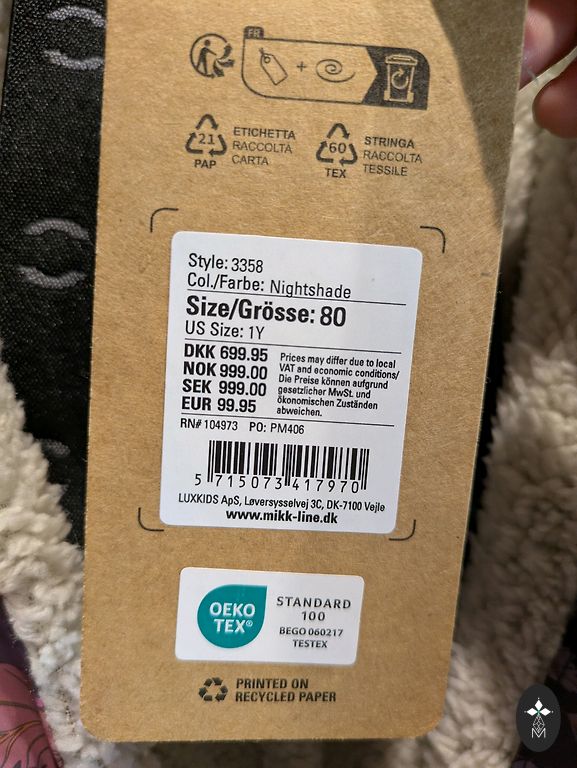 FR
+
21
PAP
ETICHETTA
RACCOLTA
CARTA
60
TEX
STRINGA
RACCOLTA
TESSILE
Style: 3358
Col./Farbe: Nightshade
Size/Grösse: 80
US Size: 1Y
DKK 699.95
NOK 999.00
SEK 999.00
EUR 99.95
Prices may differ due to local
VAT and economic conditions/
Die Preise können aufgrund
gesetzlicher MwSt. und
ökonomischen Zuständen
abweichen.
RN# 104973 PO: PM406
5 715073 417970
LUXKIDS ApS, Løversysselvej 3C, DK-7100 Vejle
www.mikk-line.dk
OEKO
TEX®
STANDARD
100
BEGO 060217
TESTEX
PRINTED ON
RECYCLED PAPER